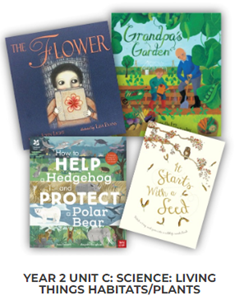 THE
FLOWER
Grandpa's
Garden
How to
HELP
a Hedgehog
and
PROTECT
a Polar
Bear
It
Starts
With a
Seed
YEAR 2 UNIT C: SCIENCE: LIVING
THINGS HABITATS/PLANTS